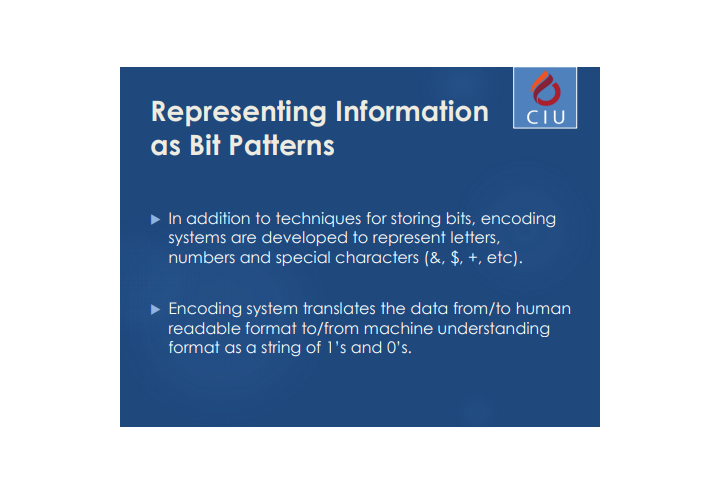 CIU
Representing Information
as Bit Patterns
In addition to techniques for storing bits, encoding
systems are developed to represent letters,
numbers and special characters (&, $, +, etc).
Encoding system translates the data from/to human
readable format to/from machine understanding
format as a string of 1’s and 0’s.